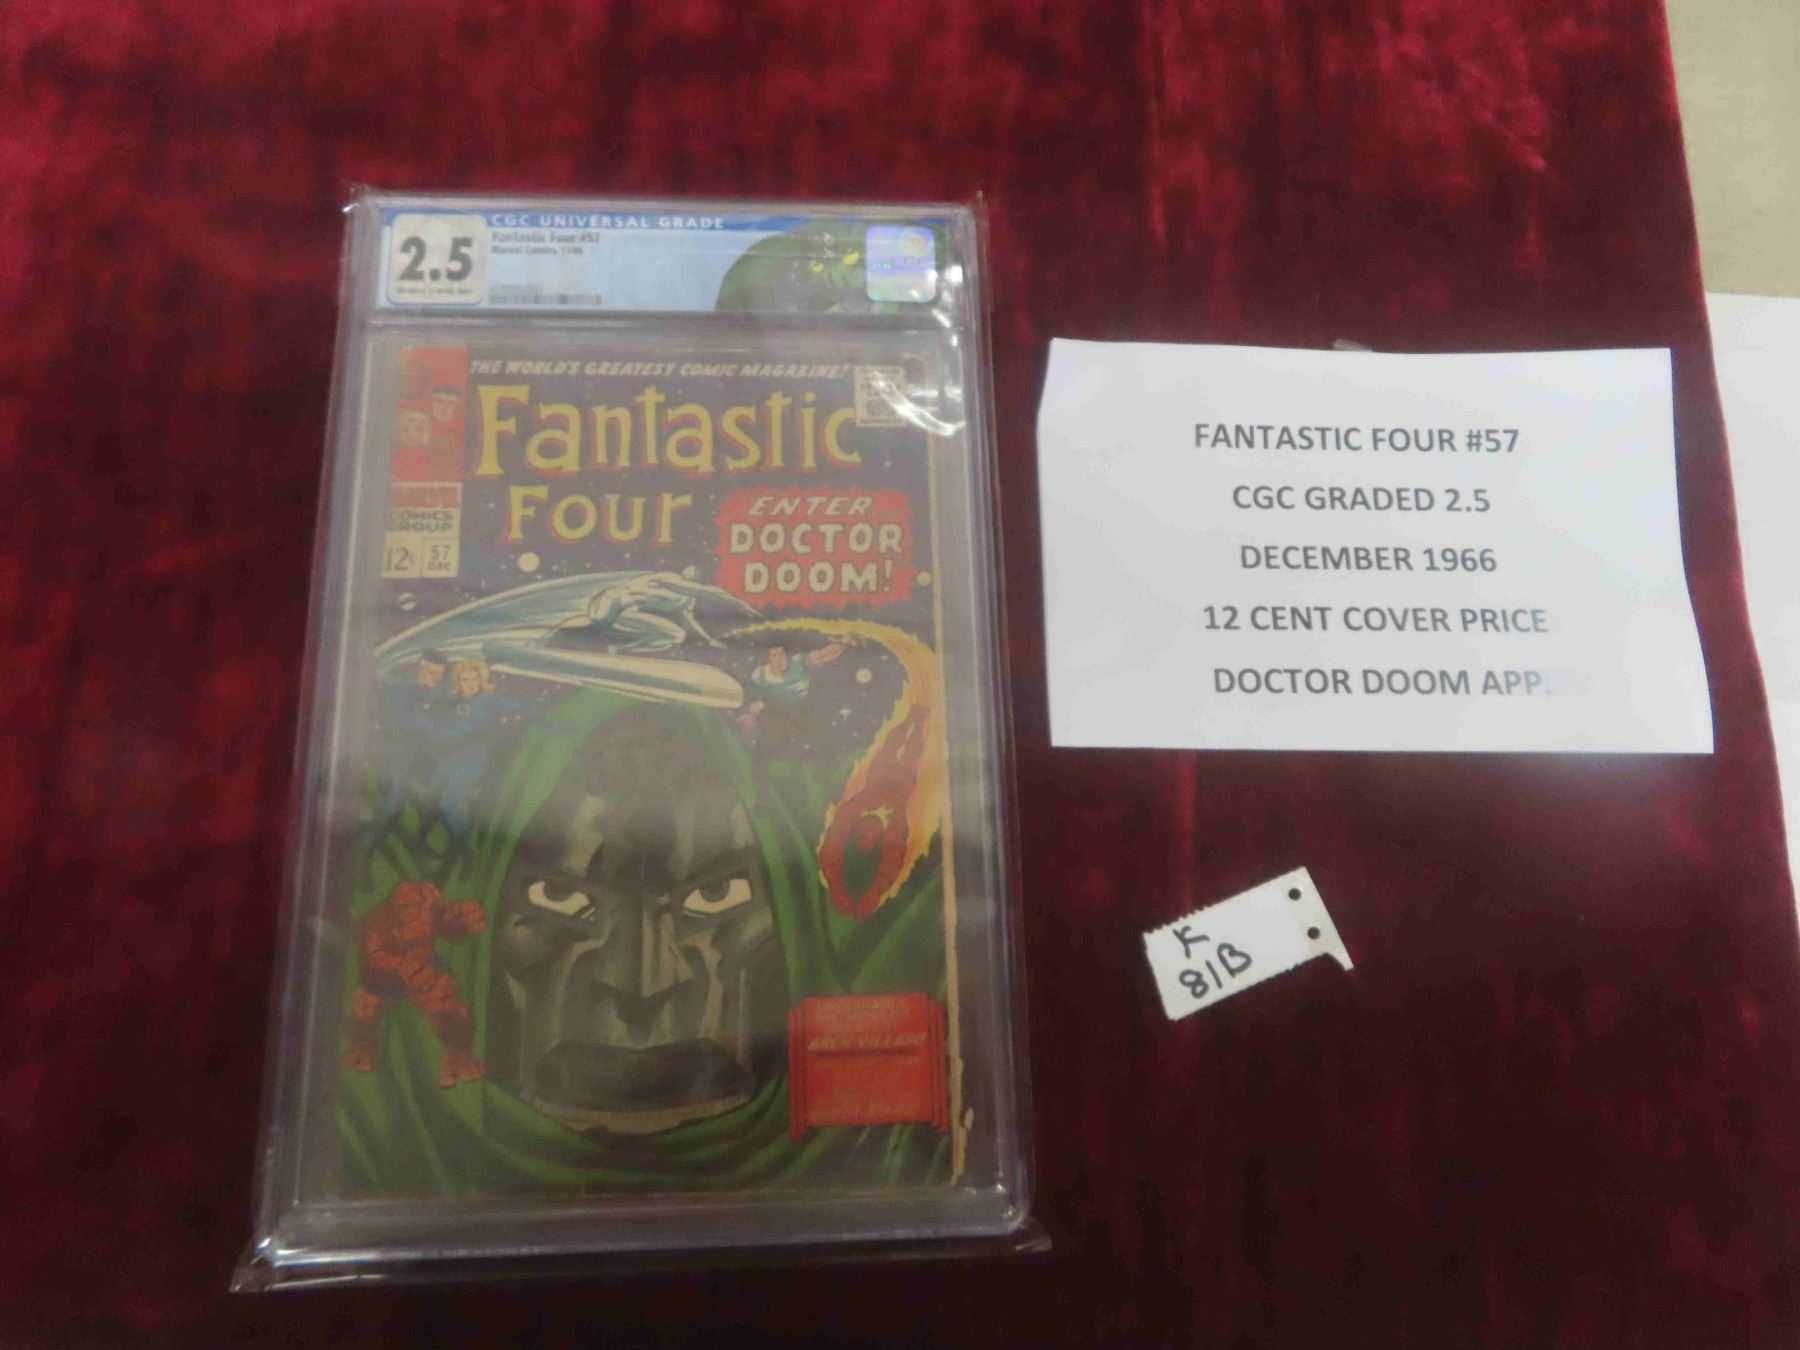 CGC UNIVERSAL GRADE
2.5
Fantastic Four #57
Marvel Comics, 12/66
THE WORLD'S GREATEST COMIC MAGAZINE!
Fantastic
Four
MARVEL
COMICS
GROUP
12¢
57
DEC
ENTER
DOCTOR
DOOM!
ARCH-VILLAIN
FANTASTIC FOUR #57
CGC GRADED 2.5
DECEMBER 1966
12 CENT COVER PRICE
DOCTOR DOOM APP
K
81B